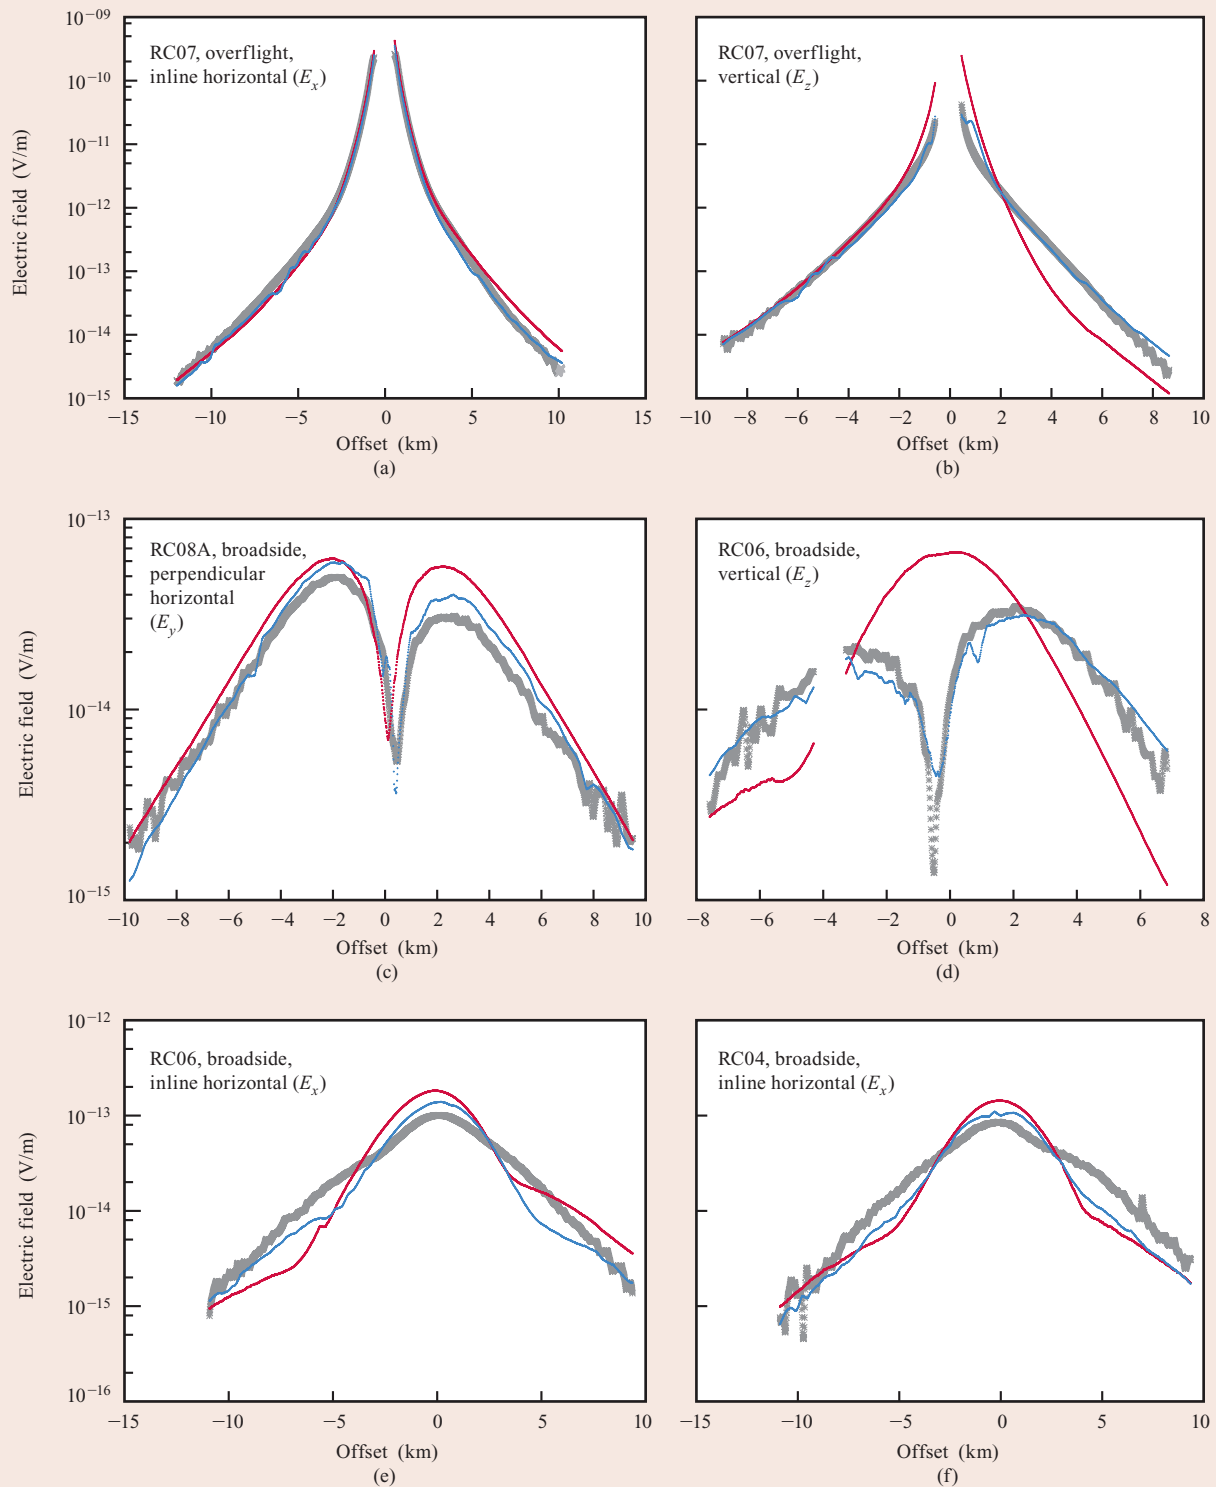 10⁻⁰⁹
10⁻¹⁰
10⁻¹¹
10⁻¹²
10⁻¹³
10⁻¹⁴
10⁻¹⁵
Electric field (V/m)
RC07, overflight,
inline horizontal (Eₓ)
−15 −10 −5 0 5 10 15
Offset (km)
(a)
RC07, overflight,
vertical (E_z)
−10 −8 −6 −4 −2 0 2 4 6 8 10
Offset (km)
(b)
10⁻¹³
10⁻¹⁴
10⁻¹⁵
Electric field (V/m)
RC08A, broadside,
perpendicular
horizontal
(E_y)
−10 −8 −6 −4 −2 0 2 4 6 8 10
Offset (km)
(c)
RC06, broadside,
vertical (E_z)
−8 −6 −4 −2 0 2 4 6 8
Offset (km)
(d)
10⁻¹²
10⁻¹³
10⁻¹⁴
10⁻¹⁵
10⁻¹⁶
Electric field (V/m)
RC06, broadside,
inline horizontal (Eₓ)
−15 −10 −5 0 5 10
Offset (km)
(e)
RC04, broadside,
inline horizontal (Eₓ)
−15 −10 −5 0 5 10
Offset (km)
(f)